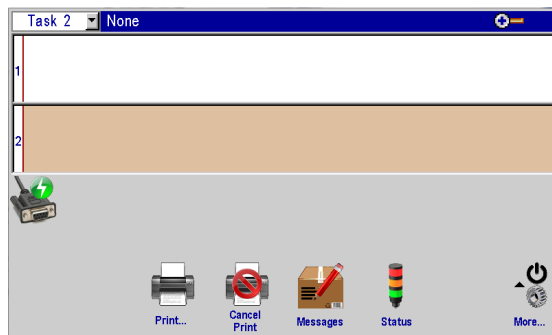 Task 2 None
1
2
Print...
Cancel
Print
Messages
Status
More...